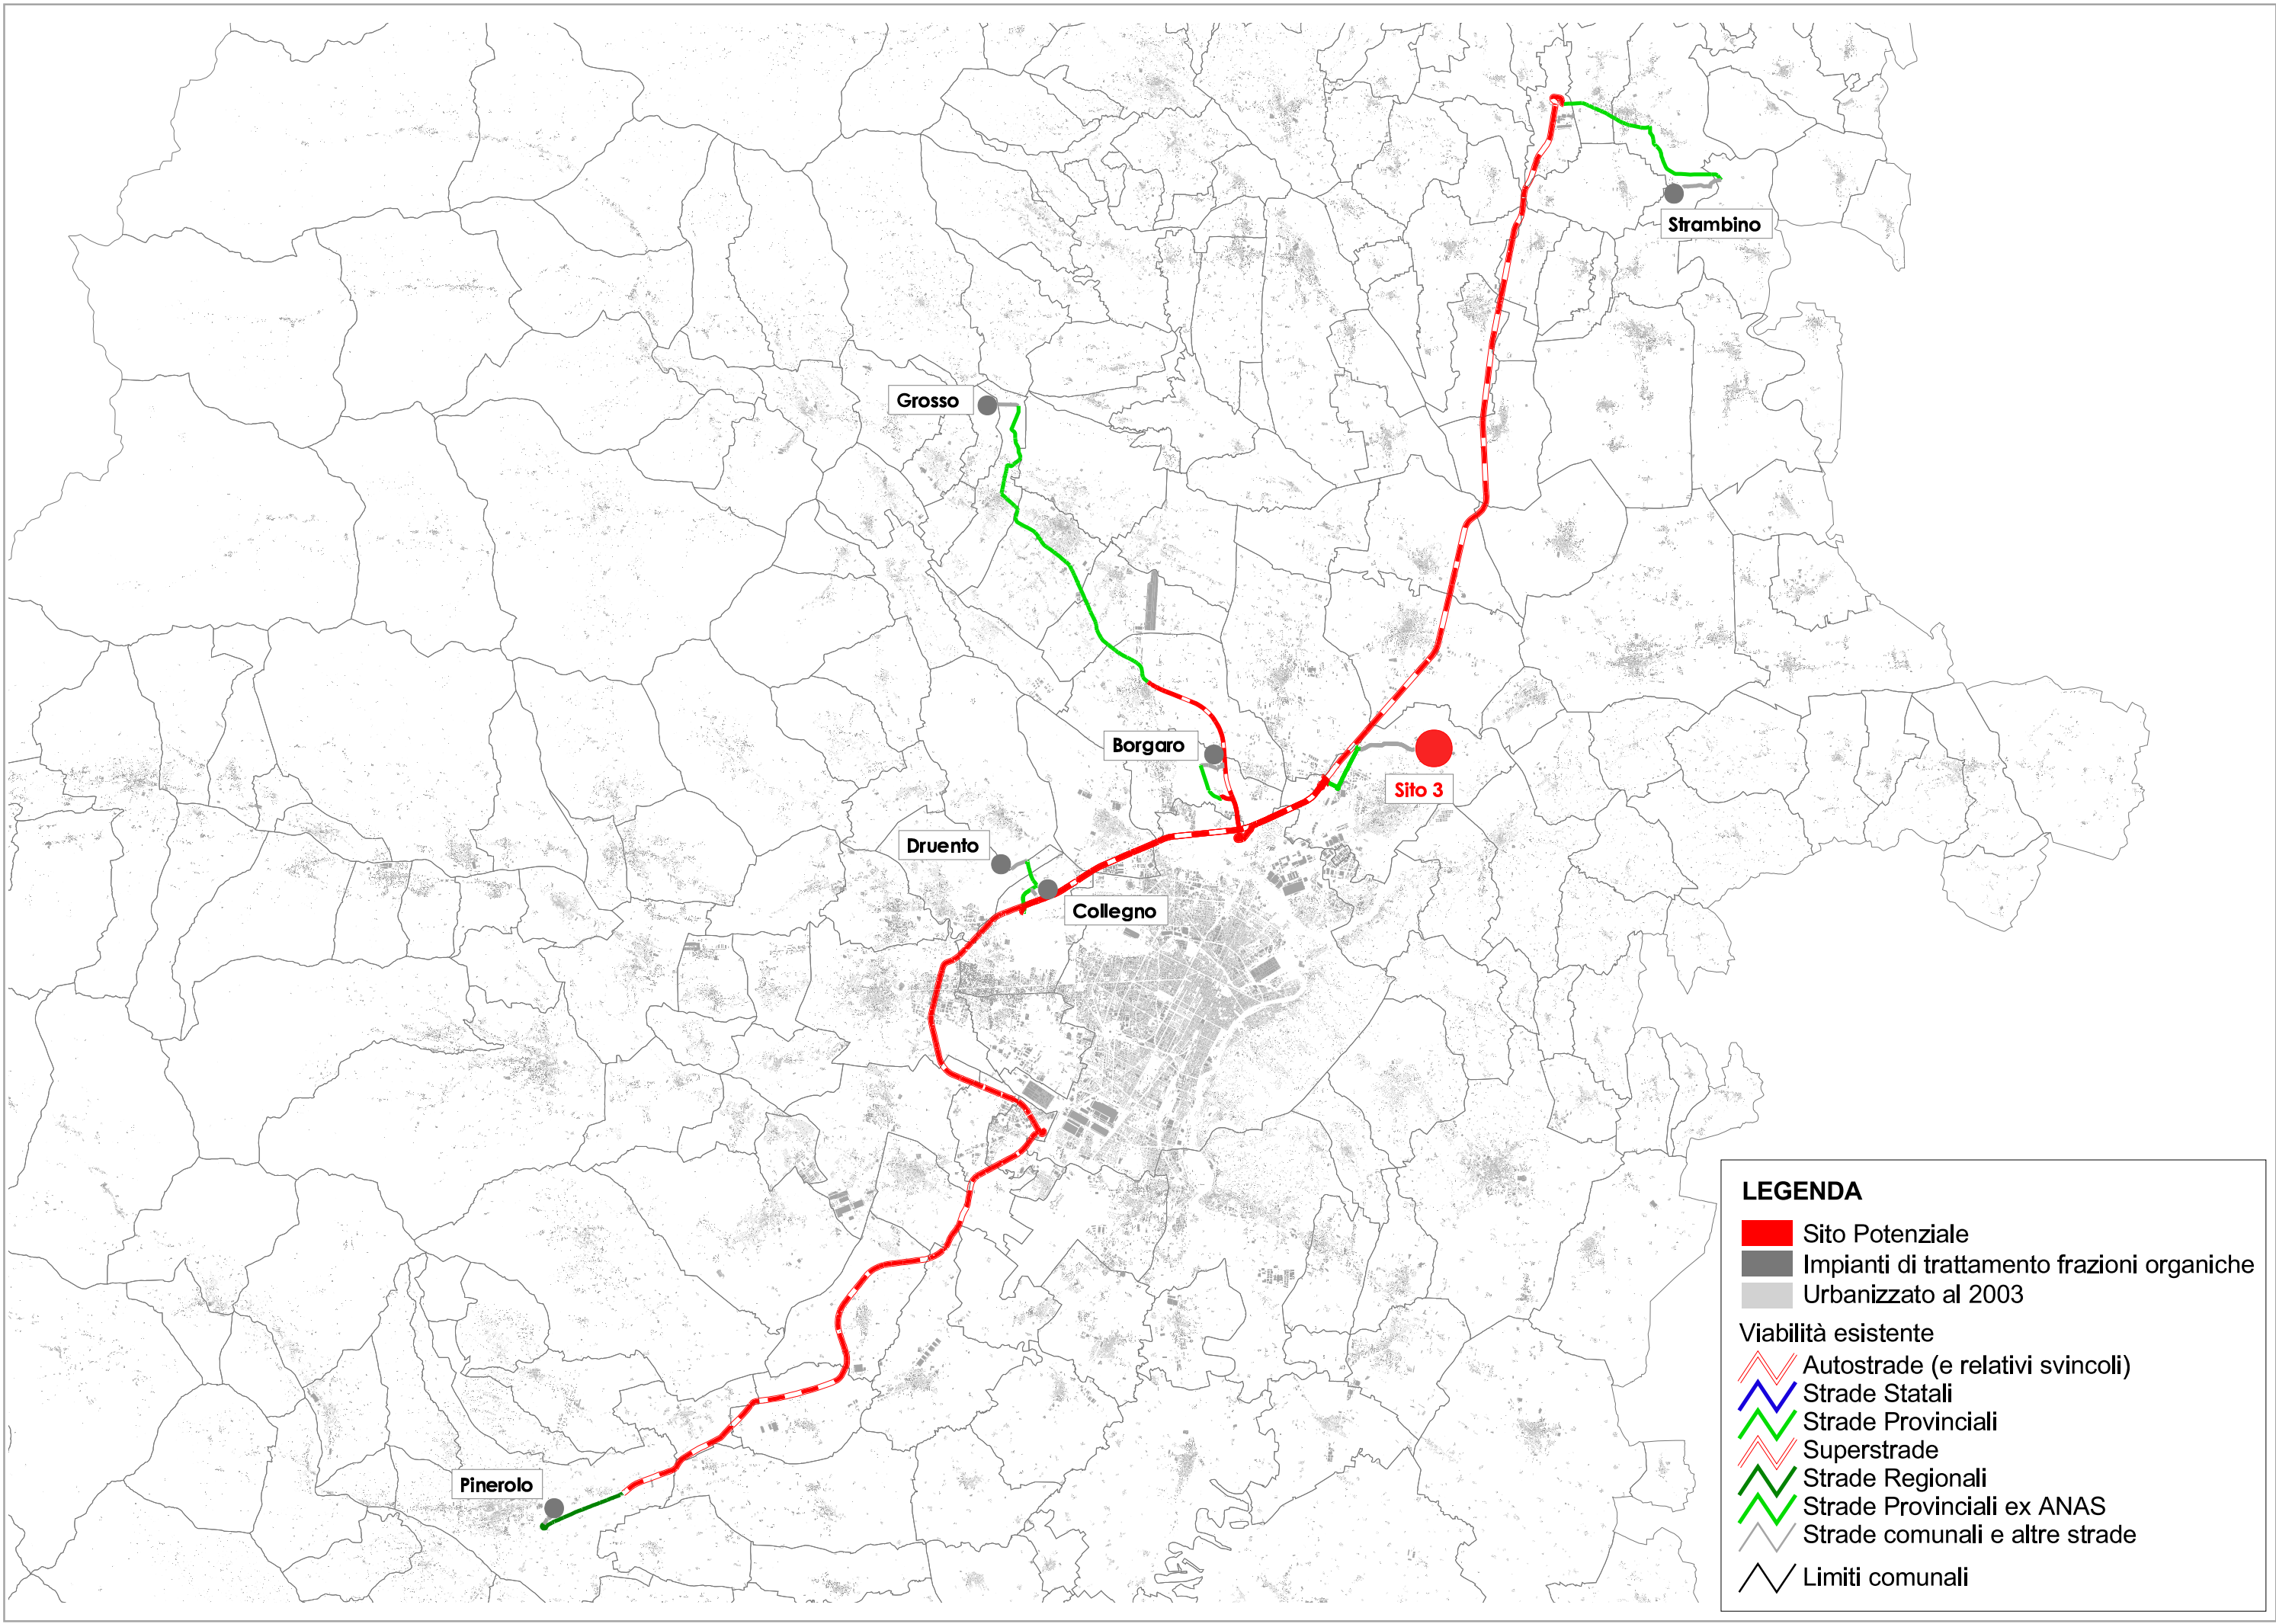 Strambino
Grosso
Borgaro
Sito 3
Druento
Collegno
Pinerolo
LEGENDA
Sito Potenziale
Impianti di trattamento frazioni organiche
Urbanizzato al 2003
Viabilità esistente
Autostrade (e relativi svincoli)
Strade Statali
Strade Provinciali
Superstrade
Strade Regionali
Strade Provinciali ex ANAS
Strade comunali e altre strade
Limiti comunali